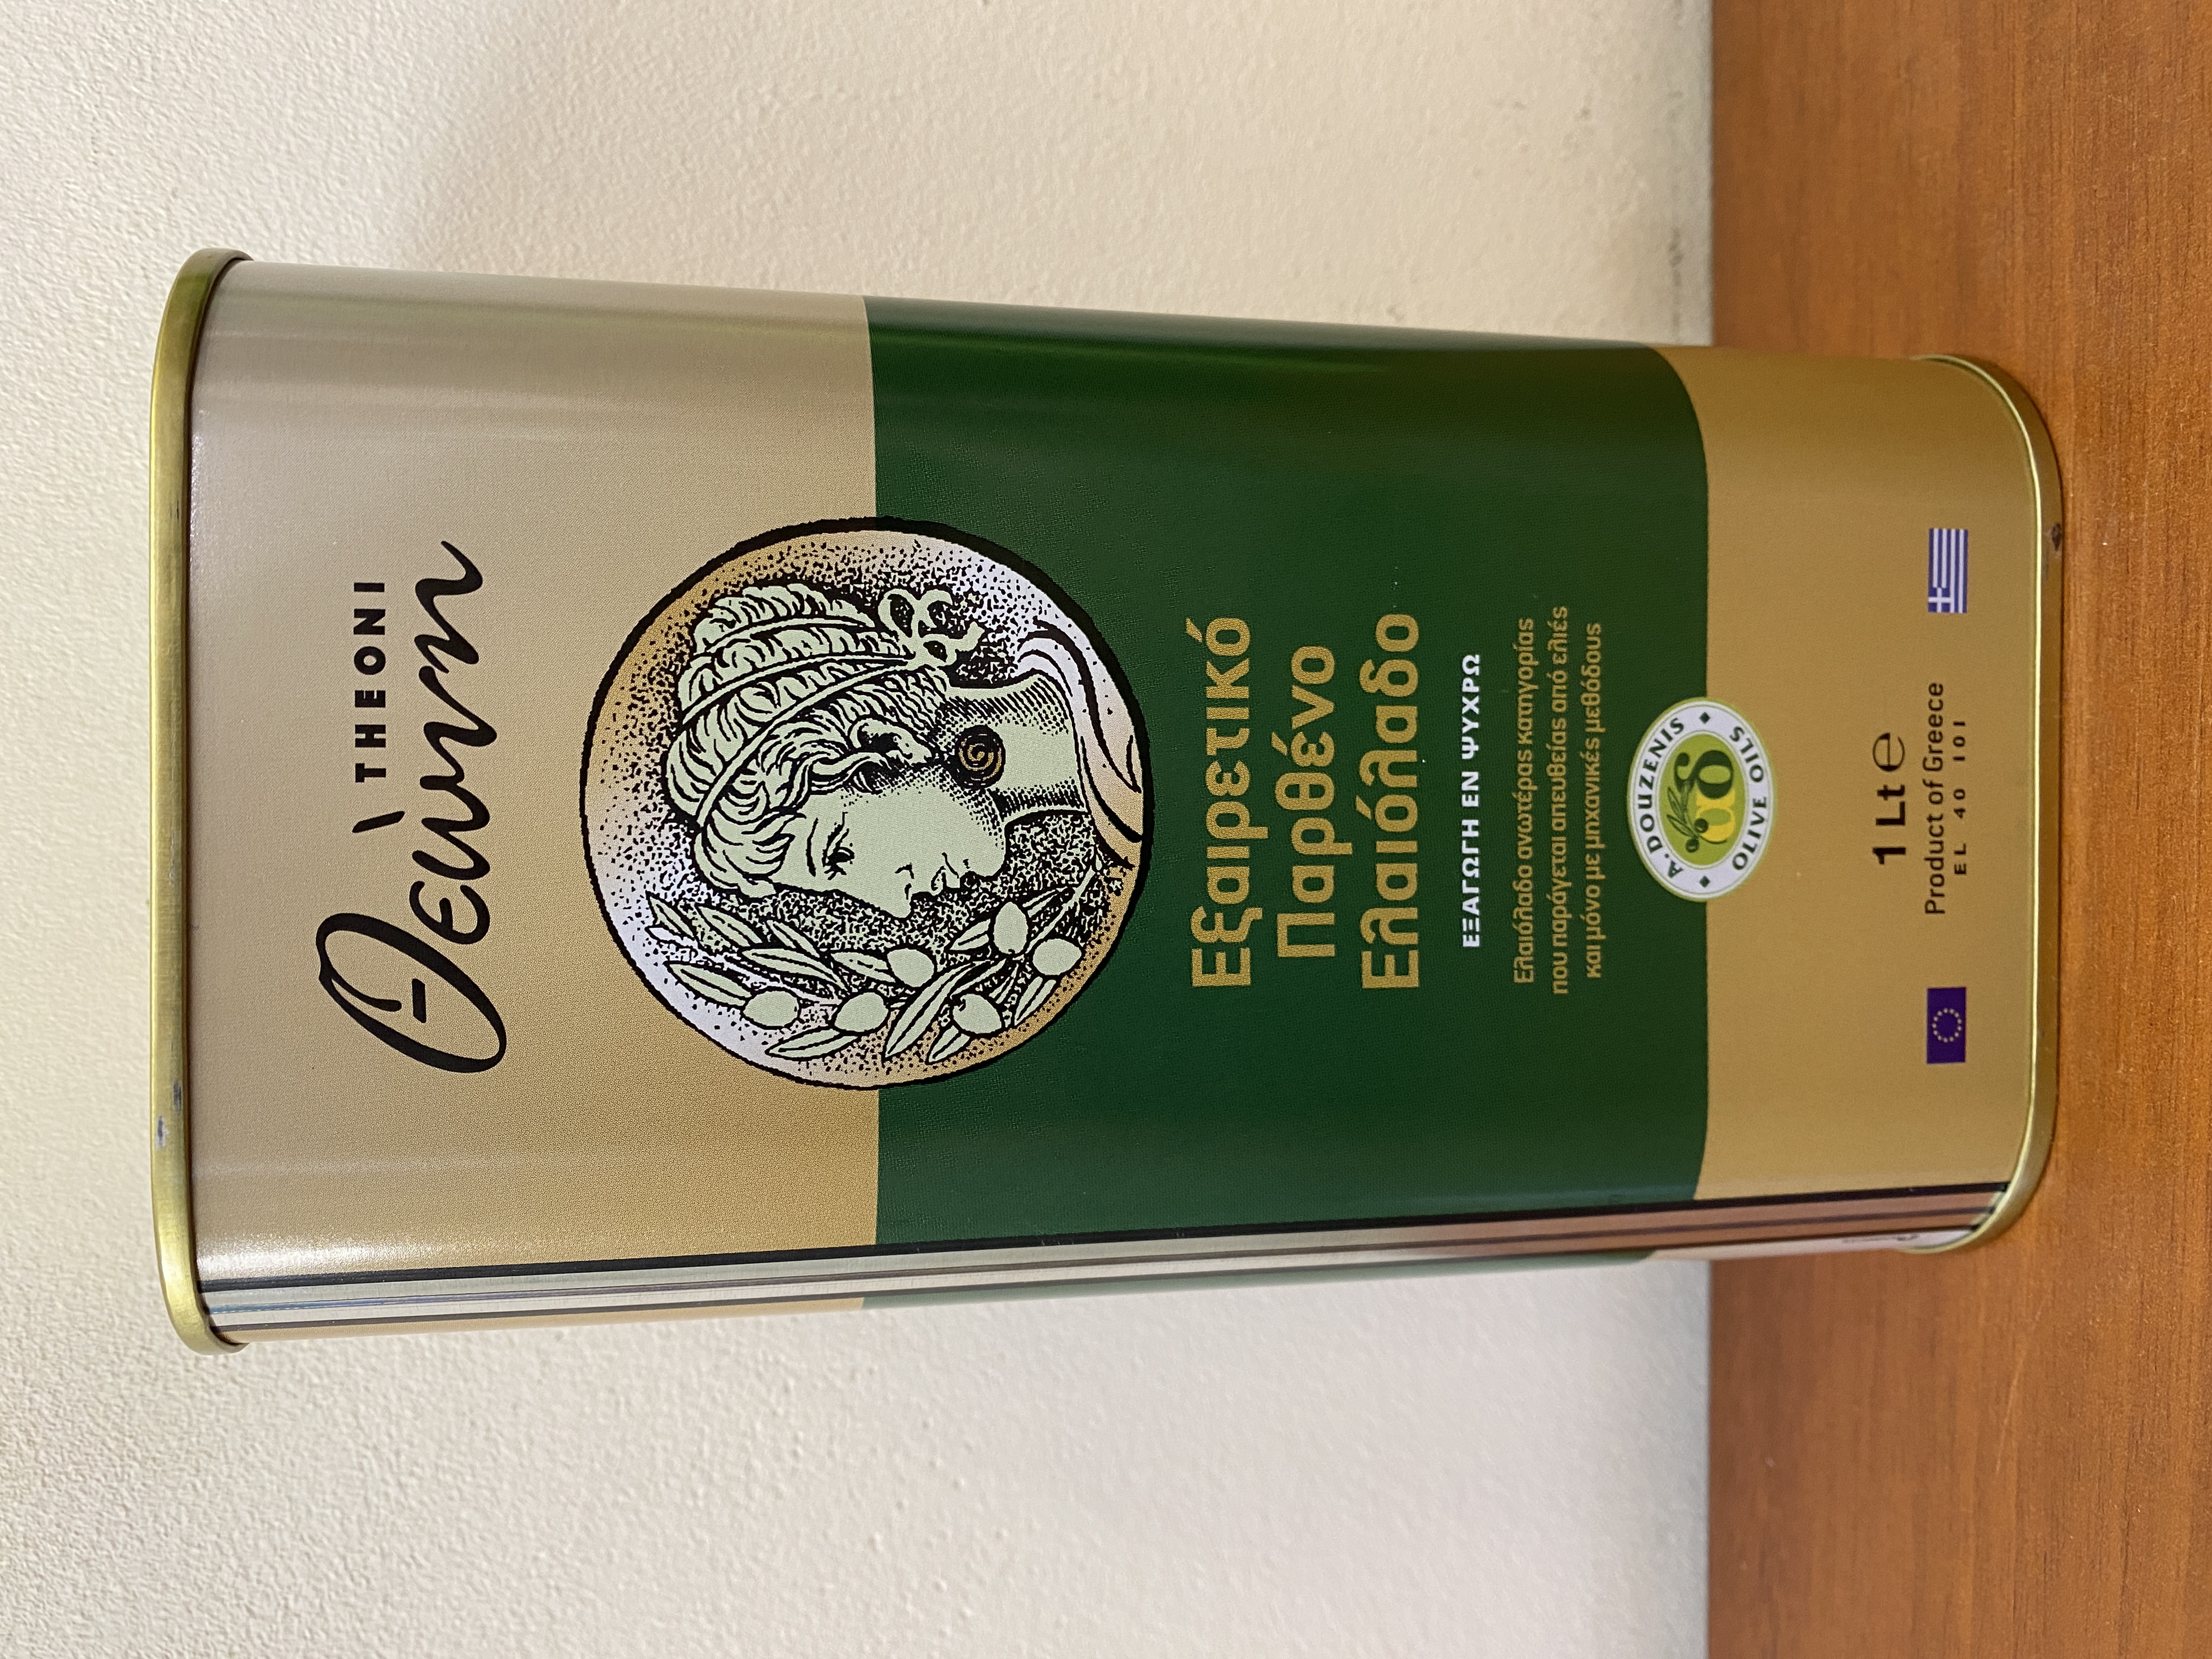 THEONI
Θεώνη
Εξαιρετικό
Παρθένο
Ελαιόλαδο
ΕΞΑΓΩΓΗ ΕΝ ΨΥΧΡΩ
Ελαιόλαδο ανωτέρας κατηγορίας
που παράγεται απευθείας από ελιές
και μόνο με μηχανικές μεθόδους
A. DOUZENIS
OLIVE OILS
1 Lt ℮
Product of Greece
EL 40 101